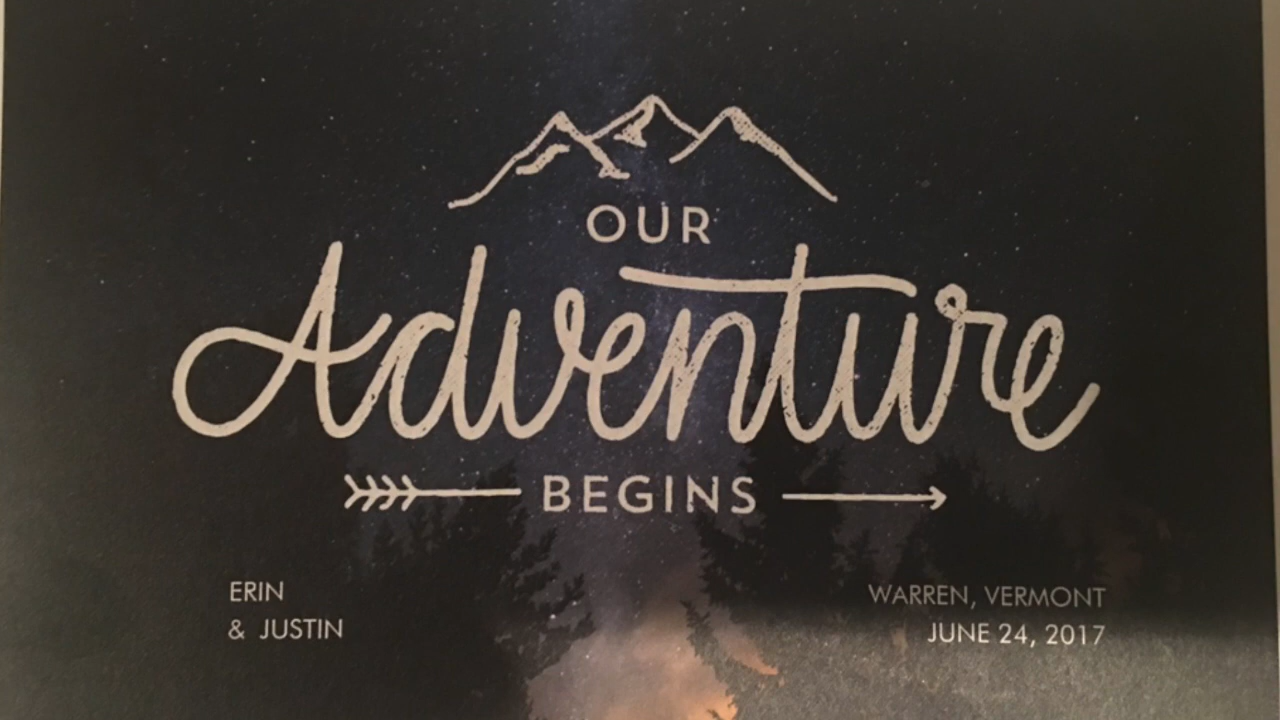 OUR
Adventure
BEGINS
ERIN
& JUSTIN
WARREN, VERMONT
JUNE 24, 2017